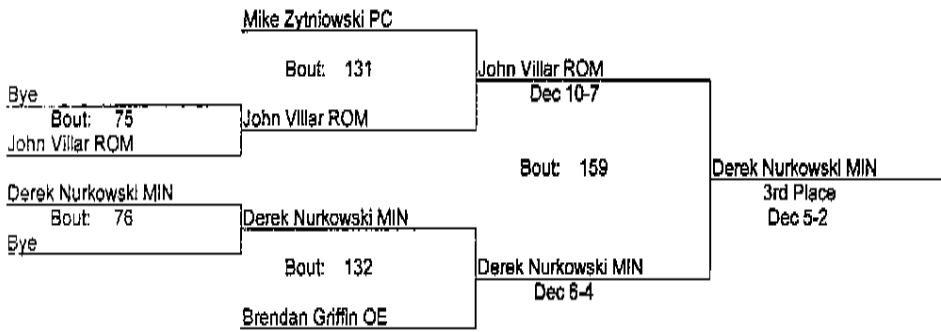 Mike Zytniowski PC
Bout: 131
John Villar ROM
Dec 10-7
Bye
Bout: 75
John Villar ROM
John Villar ROM
Bout: 159
Derek Nurkowski MIN
3rd Place
Dec 5-2
Derek Nurkowski MIN
Bout: 76
Derek Nurkowski MIN
Bye
Bout: 132
Derek Nurkowski MIN
Dec 6-4
Brendan Griffin OE